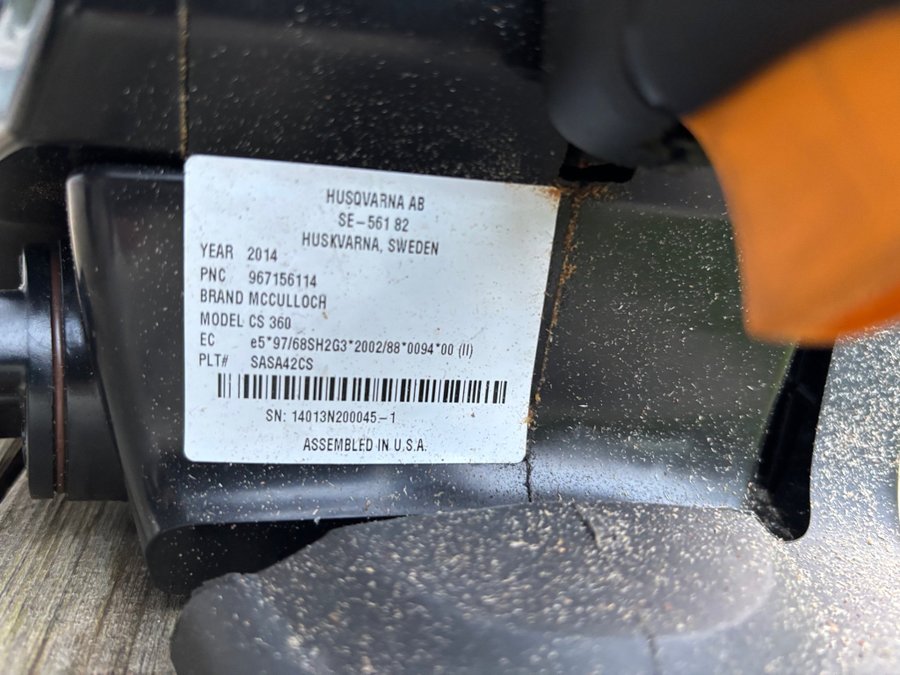 HUSQVARNA AB
SE-561 82
HUSKVARNA, SWEDEN
YEAR 2014
PNC 967156114
BRAND MCCULLOCH
MODEL CS 360
EC e5*97/68SH2G3*2002/88*0094*00 (II)
PLT# SASA42CS
SN: 14013N200045-1
ASSEMBLED IN U.S.A.